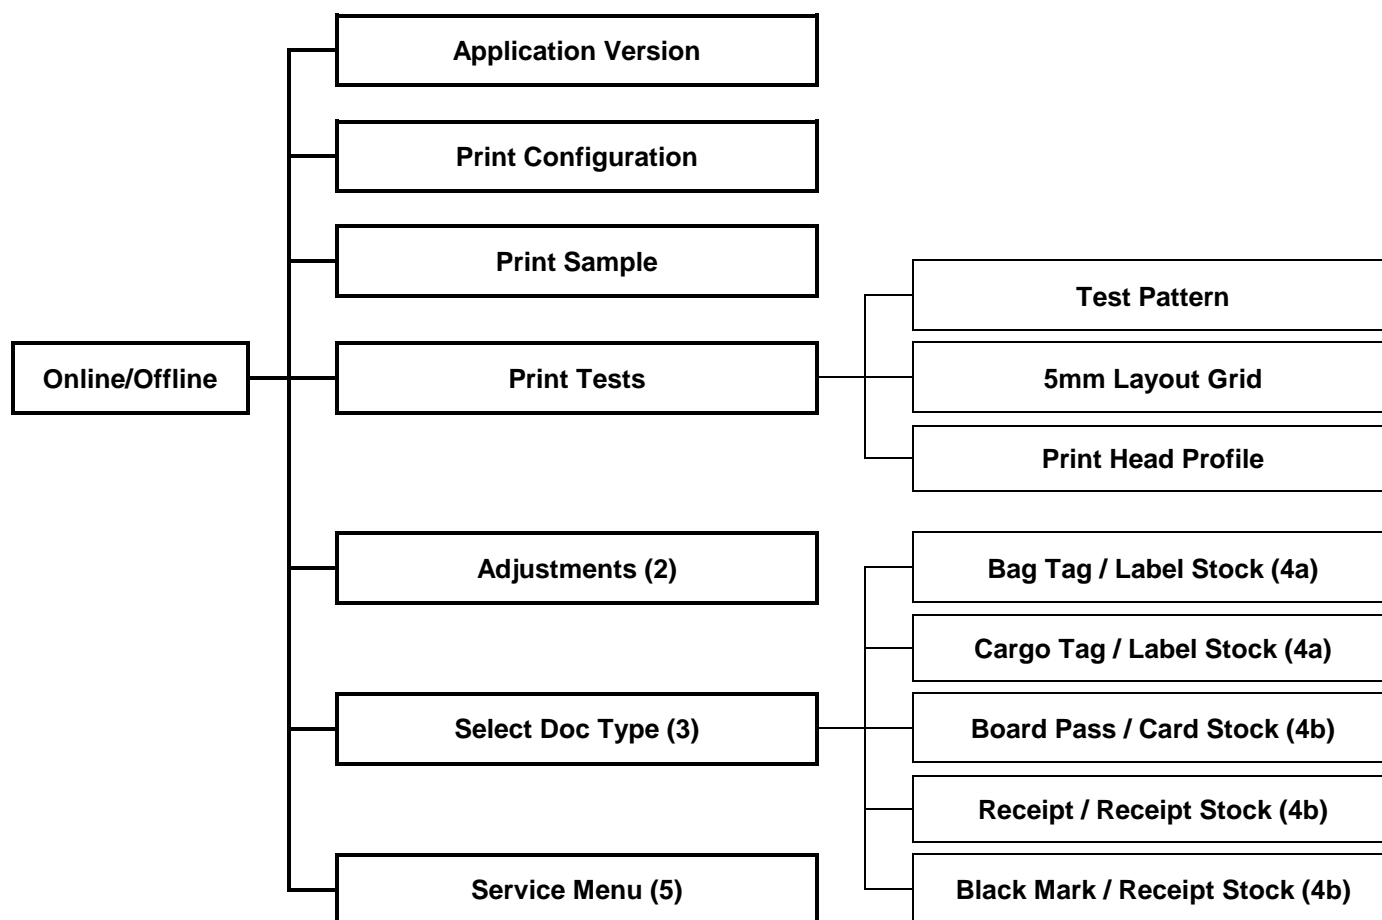 Application Version
Print Configuration
Print Sample
Test Pattern
Online/Offline
Print Tests
5mm Layout Grid
Print Head Profile
Adjustments (2)
Bag Tag / Label Stock (4a)
Cargo Tag / Label Stock (4a)
Select Doc Type (3)
Board Pass / Card Stock (4b)
Receipt / Receipt Stock (4b)
Service Menu (5)
Black Mark / Receipt Stock (4b)